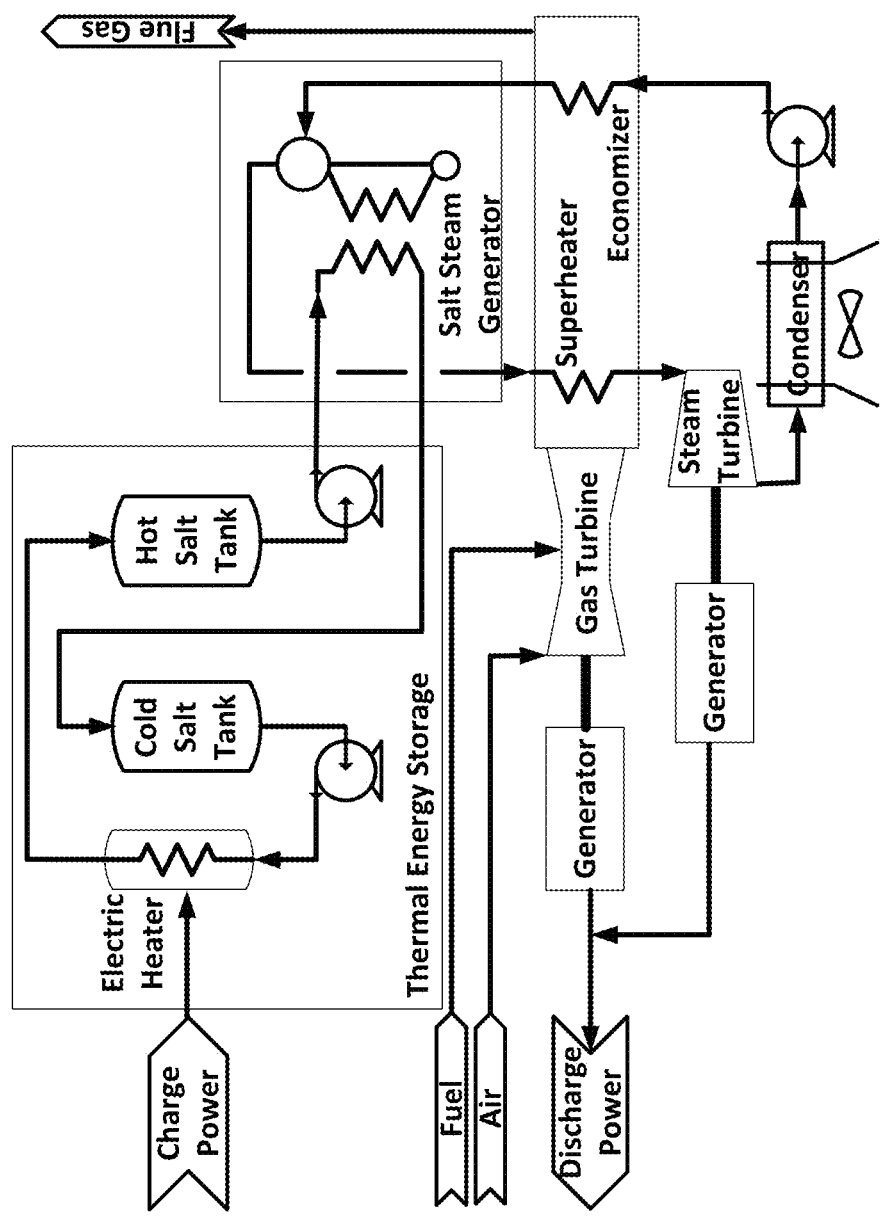 Charge
Power
Electric
Heater
Cold
Salt
Tank
Hot
Salt
Tank
Thermal Energy Storage
Salt Steam
Generator
Flue Gas
Fuel
Air
Discharge
Power
Generator
Gas Turbine
Superheater
Economizer
Generator
Steam
Turbine
Condenser